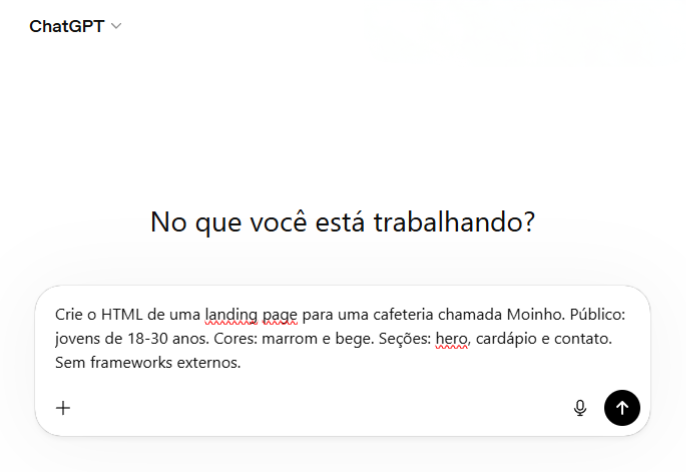 ChatGPT
No que você está trabalhando?
Crie o HTML de uma landing page para uma cafeteria chamada Moinho. Público:
jovens de 18-30 anos. Cores: marrom e bege. Seções: hero, cardápio e contato.
Sem frameworks externos.